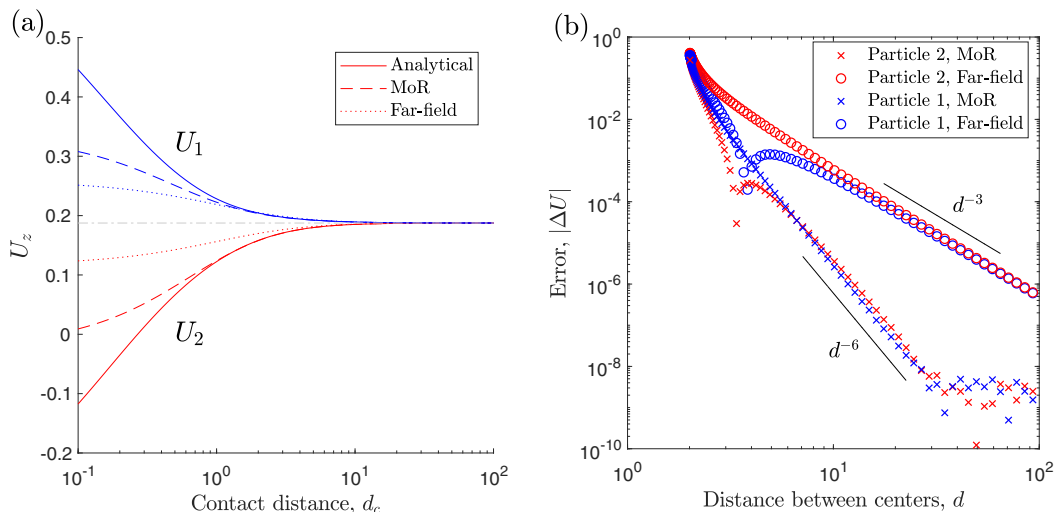 (a)
0.5
0.4
0.3
0.2
0.1
0
-0.1
-0.2
U_z
U_1
U_2
Analytical
MoR
Far-field
10^-1
10^0
10^1
10^2
Contact distance, d_c
(b)
10^0
10^-2
10^-4
10^-6
10^-8
10^-10
Error, |ΔU|
Particle 2, MoR
Particle 2, Far-field
Particle 1, MoR
Particle 1, Far-field
d^-3
d^-6
10^0
10^1
10^2
Distance between centers, d